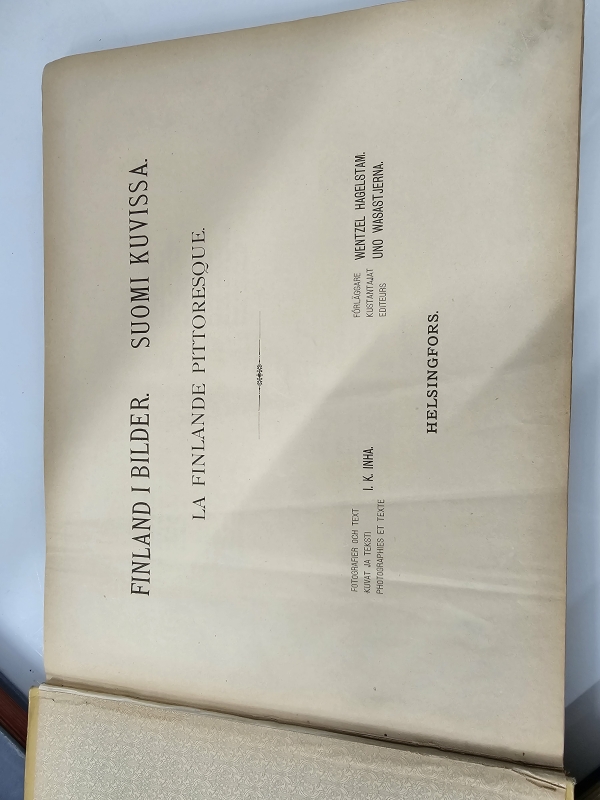 FINLAND I BILDER. SUOMI KUVISSA.
LA FINLANDE PITTORESQUE.
FOTOGRAFIER OCH TEXT
KUVAT JA TEKSTI
PHOTOGRAPHIES ET TEXTE
I. K. INHA.
FÖRLÄGGARE
KUSTANTAJAT
EDITEURS
WENTZEL HAGELSTAM.
UNO WASASTJERNA.
HELSINGFORS.